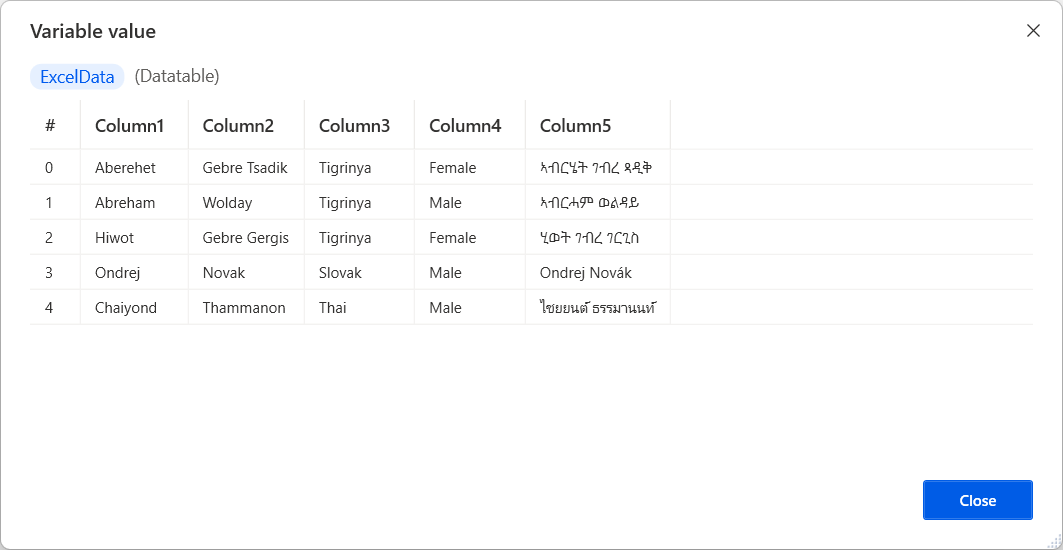 Variable value
ExcelData (Datatable)
# Column1 Column2 Column3 Column4 Column5
0 Aberehet Gebre Tsadik Tigrinya Female ኣብርሄት ገብረ ጻዲቅ
1 Abreham Wolday Tigrinya Male ኣብርሓም ወልዳይ
2 Hiwot Gebre Gergis Tigrinya Female ሂወት ገብረ ገርጊስ
3 Ondrej Novak Slovak Male Ondrej Novák
4 Chaiyond Thammanon Thai Male ไชยยนต์ ธรรมานนท์
Close